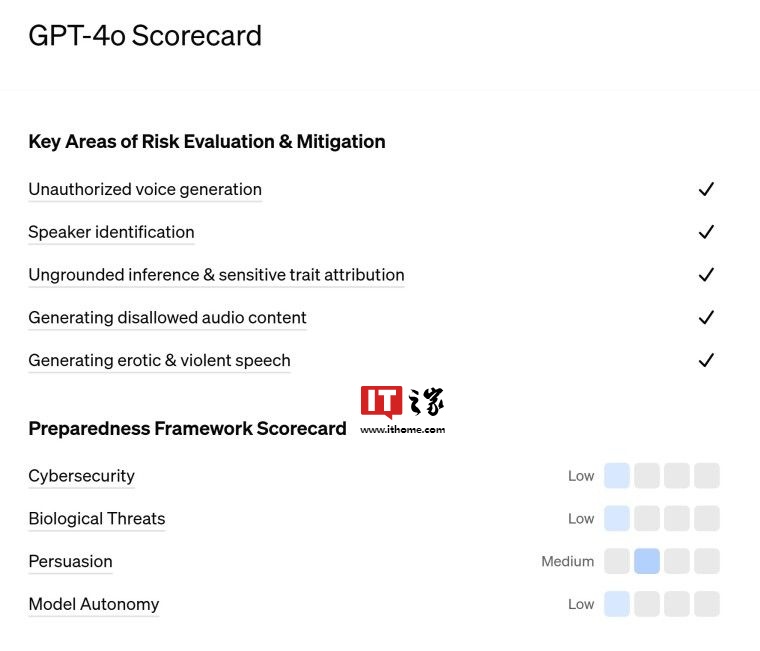 GPT-4o Scorecard
Key Areas of Risk Evaluation & Mitigation
Unauthorized voice generation
Speaker identification
Ungrounded inference & sensitive trait attribution
Generating disallowed audio content
Generating erotic & violent speech
IT之家
www.ithome.com
Preparedness Framework Scorecard
Cybersecurity Low
Biological Threats Low
Persuasion Medium
Model Autonomy Low